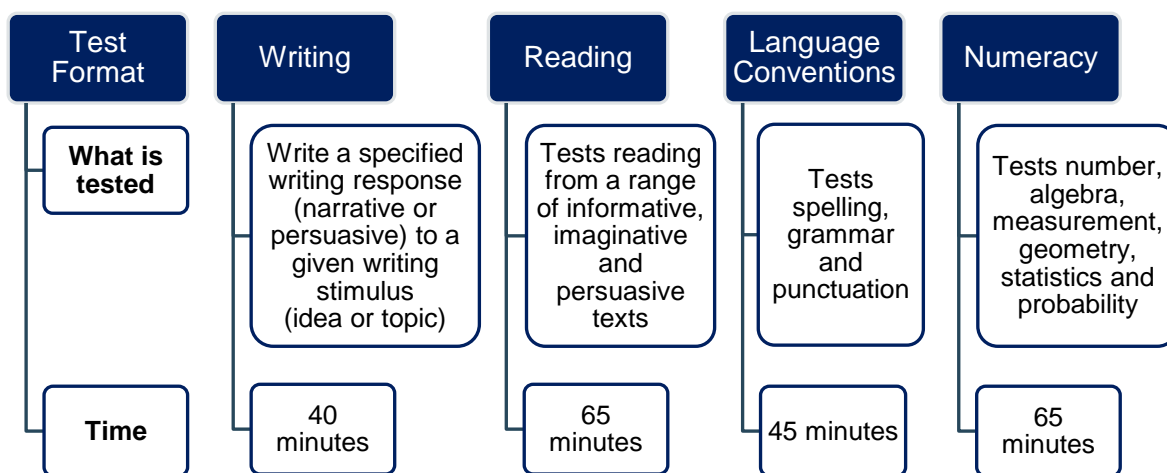 Test
Format
Writing
Reading
Language
Conventions
Numeracy
What is
tested
Write a specified
writing response
(narrative or
persuasive) to a
given writing
stimulus
(idea or topic)
Tests reading
from a range
of informative,
imaginative
and
persuasive
texts
Tests
spelling,
grammar
and
punctuation
Tests number,
algebra,
measurement,
geometry,
statistics and
probability
Time
40
minutes
65
minutes
45 minutes
65
minutes